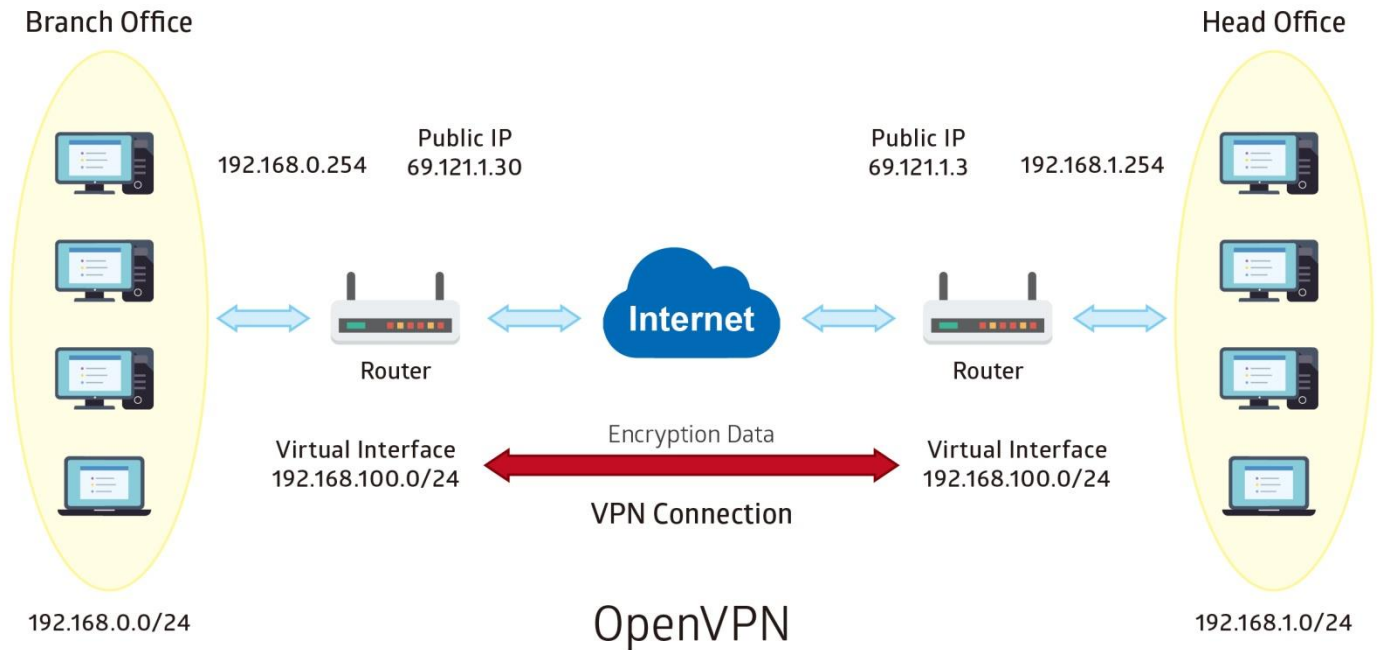 Branch Office
Head Office
Public IP
69.121.1.30
192.168.0.254
Public IP
69.121.1.3
192.168.1.254
Internet
Router
Router
Virtual Interface
192.168.100.0/24
Encryption Data
VPN Connection
Virtual Interface
192.168.100.0/24
192.168.0.0/24
OpenVPN
192.168.1.0/24